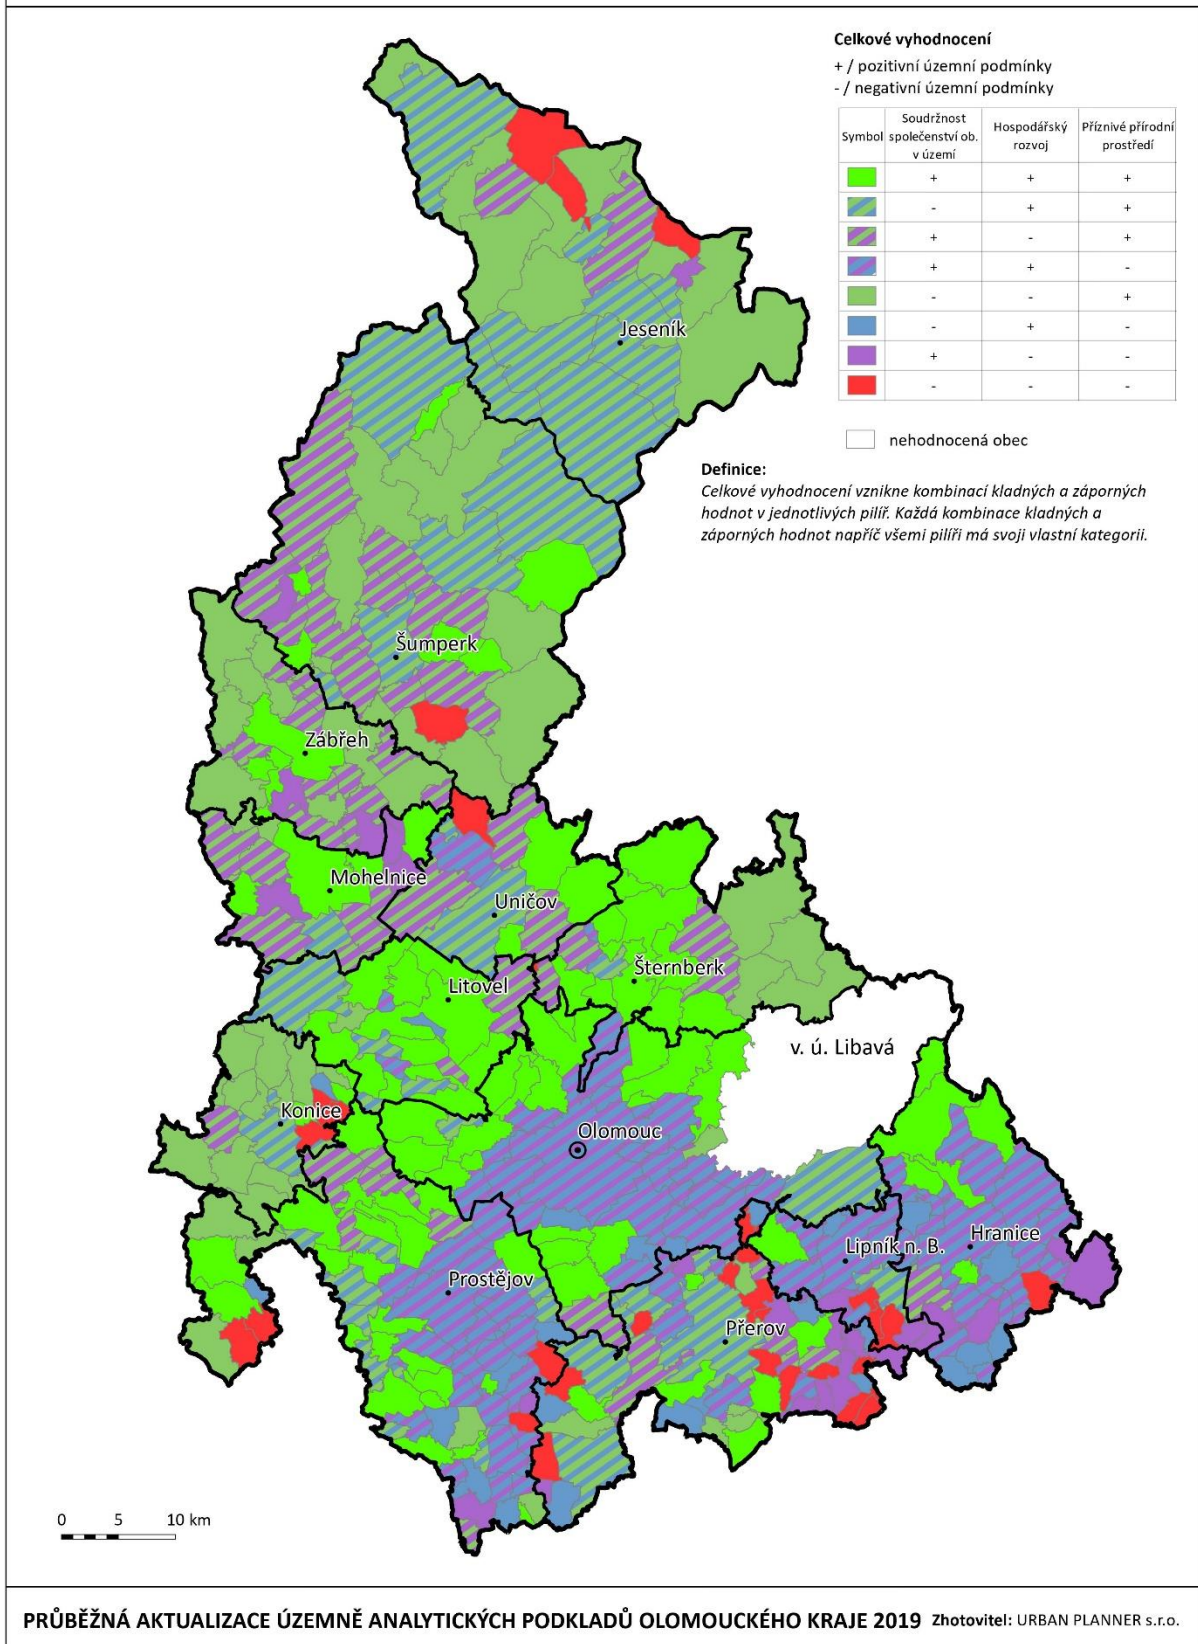 Celkové vyhodnocení
+ / pozitivní územní podmínky
- / negativní územní podmínky
Symbol
Soudržnost
společenství ob.
v území
Hospodářský
rozvoj
Příznivé přírodní
prostředí
+ + +
- + +
+ - +
+ + -
- - +
- + -
+ - -
- - -
nehodnocená obec
Definice:
Celkové vyhodnocení vznikne kombinací kladných a záporných
hodnot v jednotlivých pilíř. Každá kombinace kladných a
záporných hodnot napříč všemi pilíři má svoji vlastní kategorii.
Jeseník
Šumperk
Zábřeh
Mohelnice
Uničov
Šternberk
Litovel
v. ú. Libavá
Konice
Olomouc
Hranice
Lipník n. B.
Prostějov
Přerov
0 5 10 km
PRŮBĚŽNÁ AKTUALIZACE ÚZEMNĚ ANALYTICKÝCH PODKLADŮ OLOMOUCKÉHO KRAJE 2019 Zhotovitel: URBAN PLANNER s.r.o.